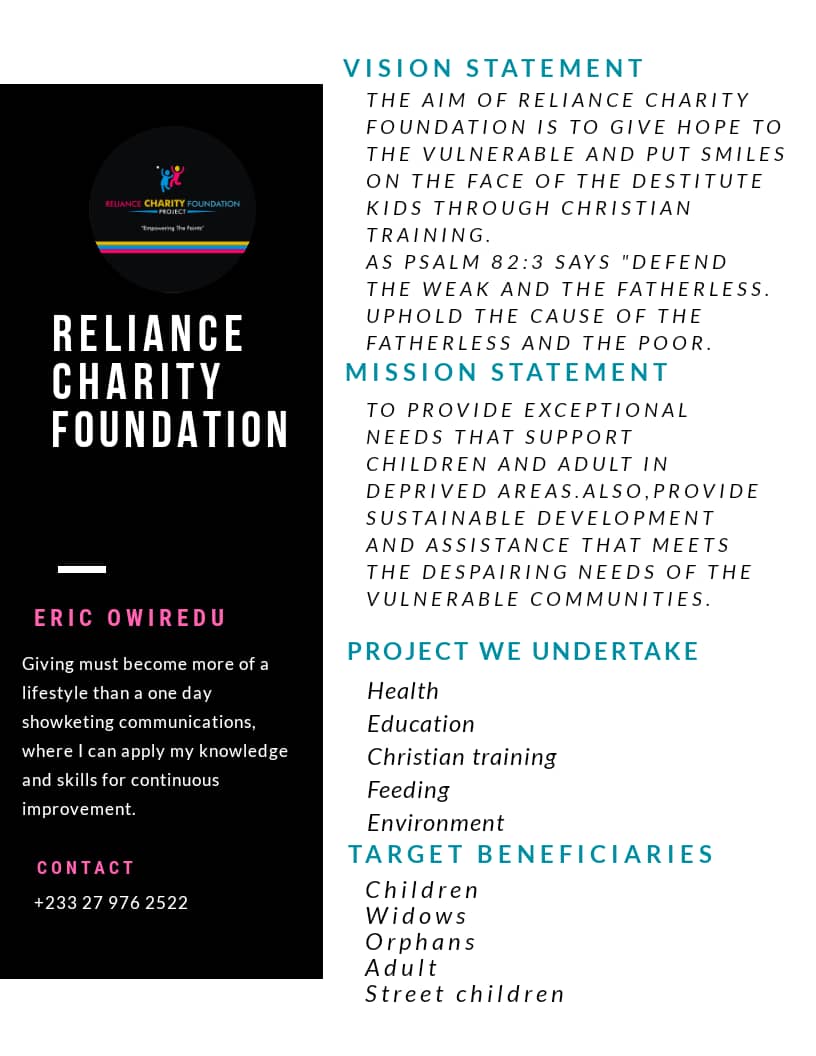 RELIANCE CHARITY FOUNDATION
PROJECT
"Empowering The Points"
RELIANCE
CHARITY
FOUNDATION
ERIC OWIREDU
Giving must become more of a
lifestyle than a one day
showketing communications,
where I can apply my knowledge
and skills for continuous
improvement.
CONTACT
+233 27 976 2522
VISION STATEMENT
THE AIM OF RELIANCE CHARITY
FOUNDATION IS TO GIVE HOPE TO
THE VULNERABLE AND PUT SMILES
ON THE FACE OF THE DESTITUTE
KIDS THROUGH CHRISTIAN
TRAINING.
AS PSALM 82:3 SAYS "DEFEND
THE WEAK AND THE FATHERLESS.
UPHOLD THE CAUSE OF THE
FATHERLESS AND THE POOR.
MISSION STATEMENT
TO PROVIDE EXCEPTIONAL
NEEDS THAT SUPPORT
CHILDREN AND ADULT IN
DEPRIVED AREAS.ALSO,PROVIDE
SUSTAINABLE DEVELOPMENT
AND ASSISTANCE THAT MEETS
THE DESPAIRING NEEDS OF THE
VULNERABLE COMMUNITIES.
PROJECT WE UNDERTAKE
Health
Education
Christian training
Feeding
Environment
TARGET BENEFICIARIES
Children
Widows
Orphans
Adult
Street children